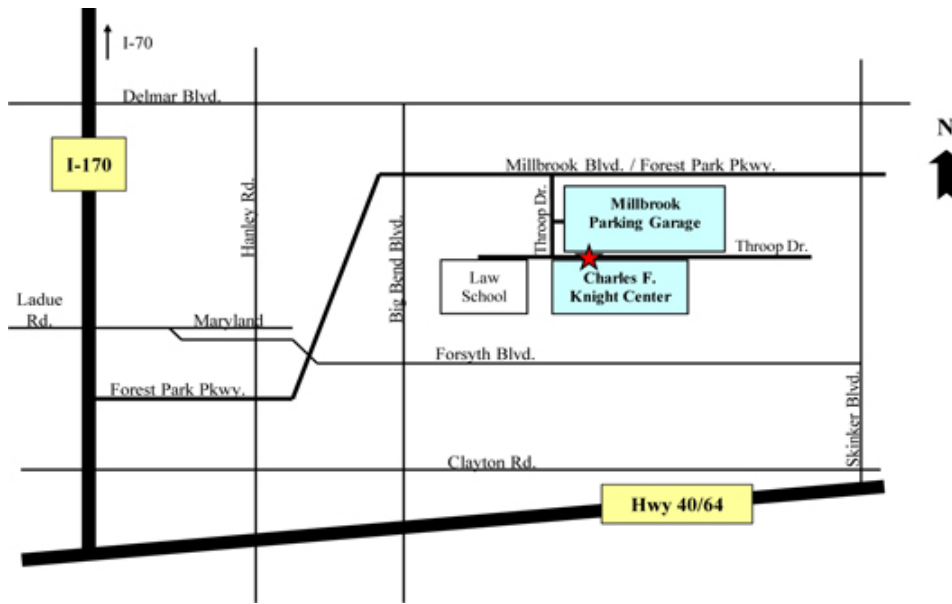 I-70
Delmar Blvd.
N
I-170
Millbrook Blvd. / Forest Park Pkwy.
Hanley Rd.
Throop Dr.
Millbrook
Parking Garage
Big Bend Blvd.
Throop Dr.
Law
School
Charles F.
Knight Center
Ladue
Rd.
Maryland
Forsyth Blvd.
Forest Park Pkwy.
Skinker Blvd.
Clayton Rd.
Hwy 40/64